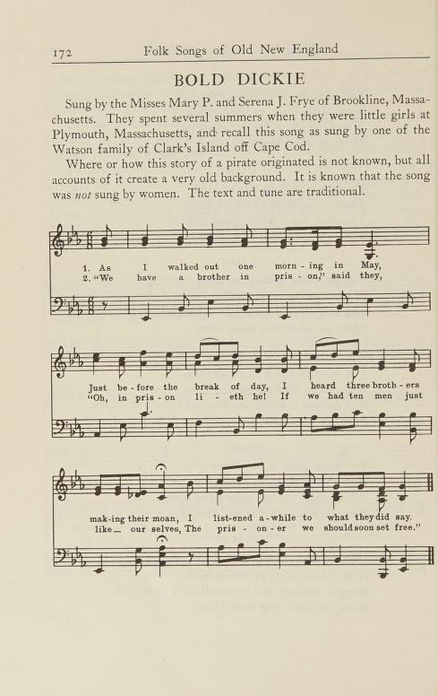 172 Folk Songs of Old New England
BOLD DICKIE
Sung by the Misses Mary P. and Serena J. Frye of Brookline, Massa-
chusetts. They spent several summers when they were little girls at
Plymouth, Massachusetts, and recall this song as sung by one of the
Watson family of Clark's Island off Cape Cod.
Where or how this story of a pirate originated is not known, but all
accounts of it create a very old background. It is known that the song
was not sung by women. The text and tune are traditional.
1. As I walked out one morn - ing in May,
2. "We have a brother in pris - on," said they,
Just be - fore the break of day, I heard three broth - ers
"Oh, in pris - on li - eth he! If we had ten men just
mak-ing their moan, I list-ened a-while to what they did say.
like_ our selves, The pris - on - er we should soon set free."